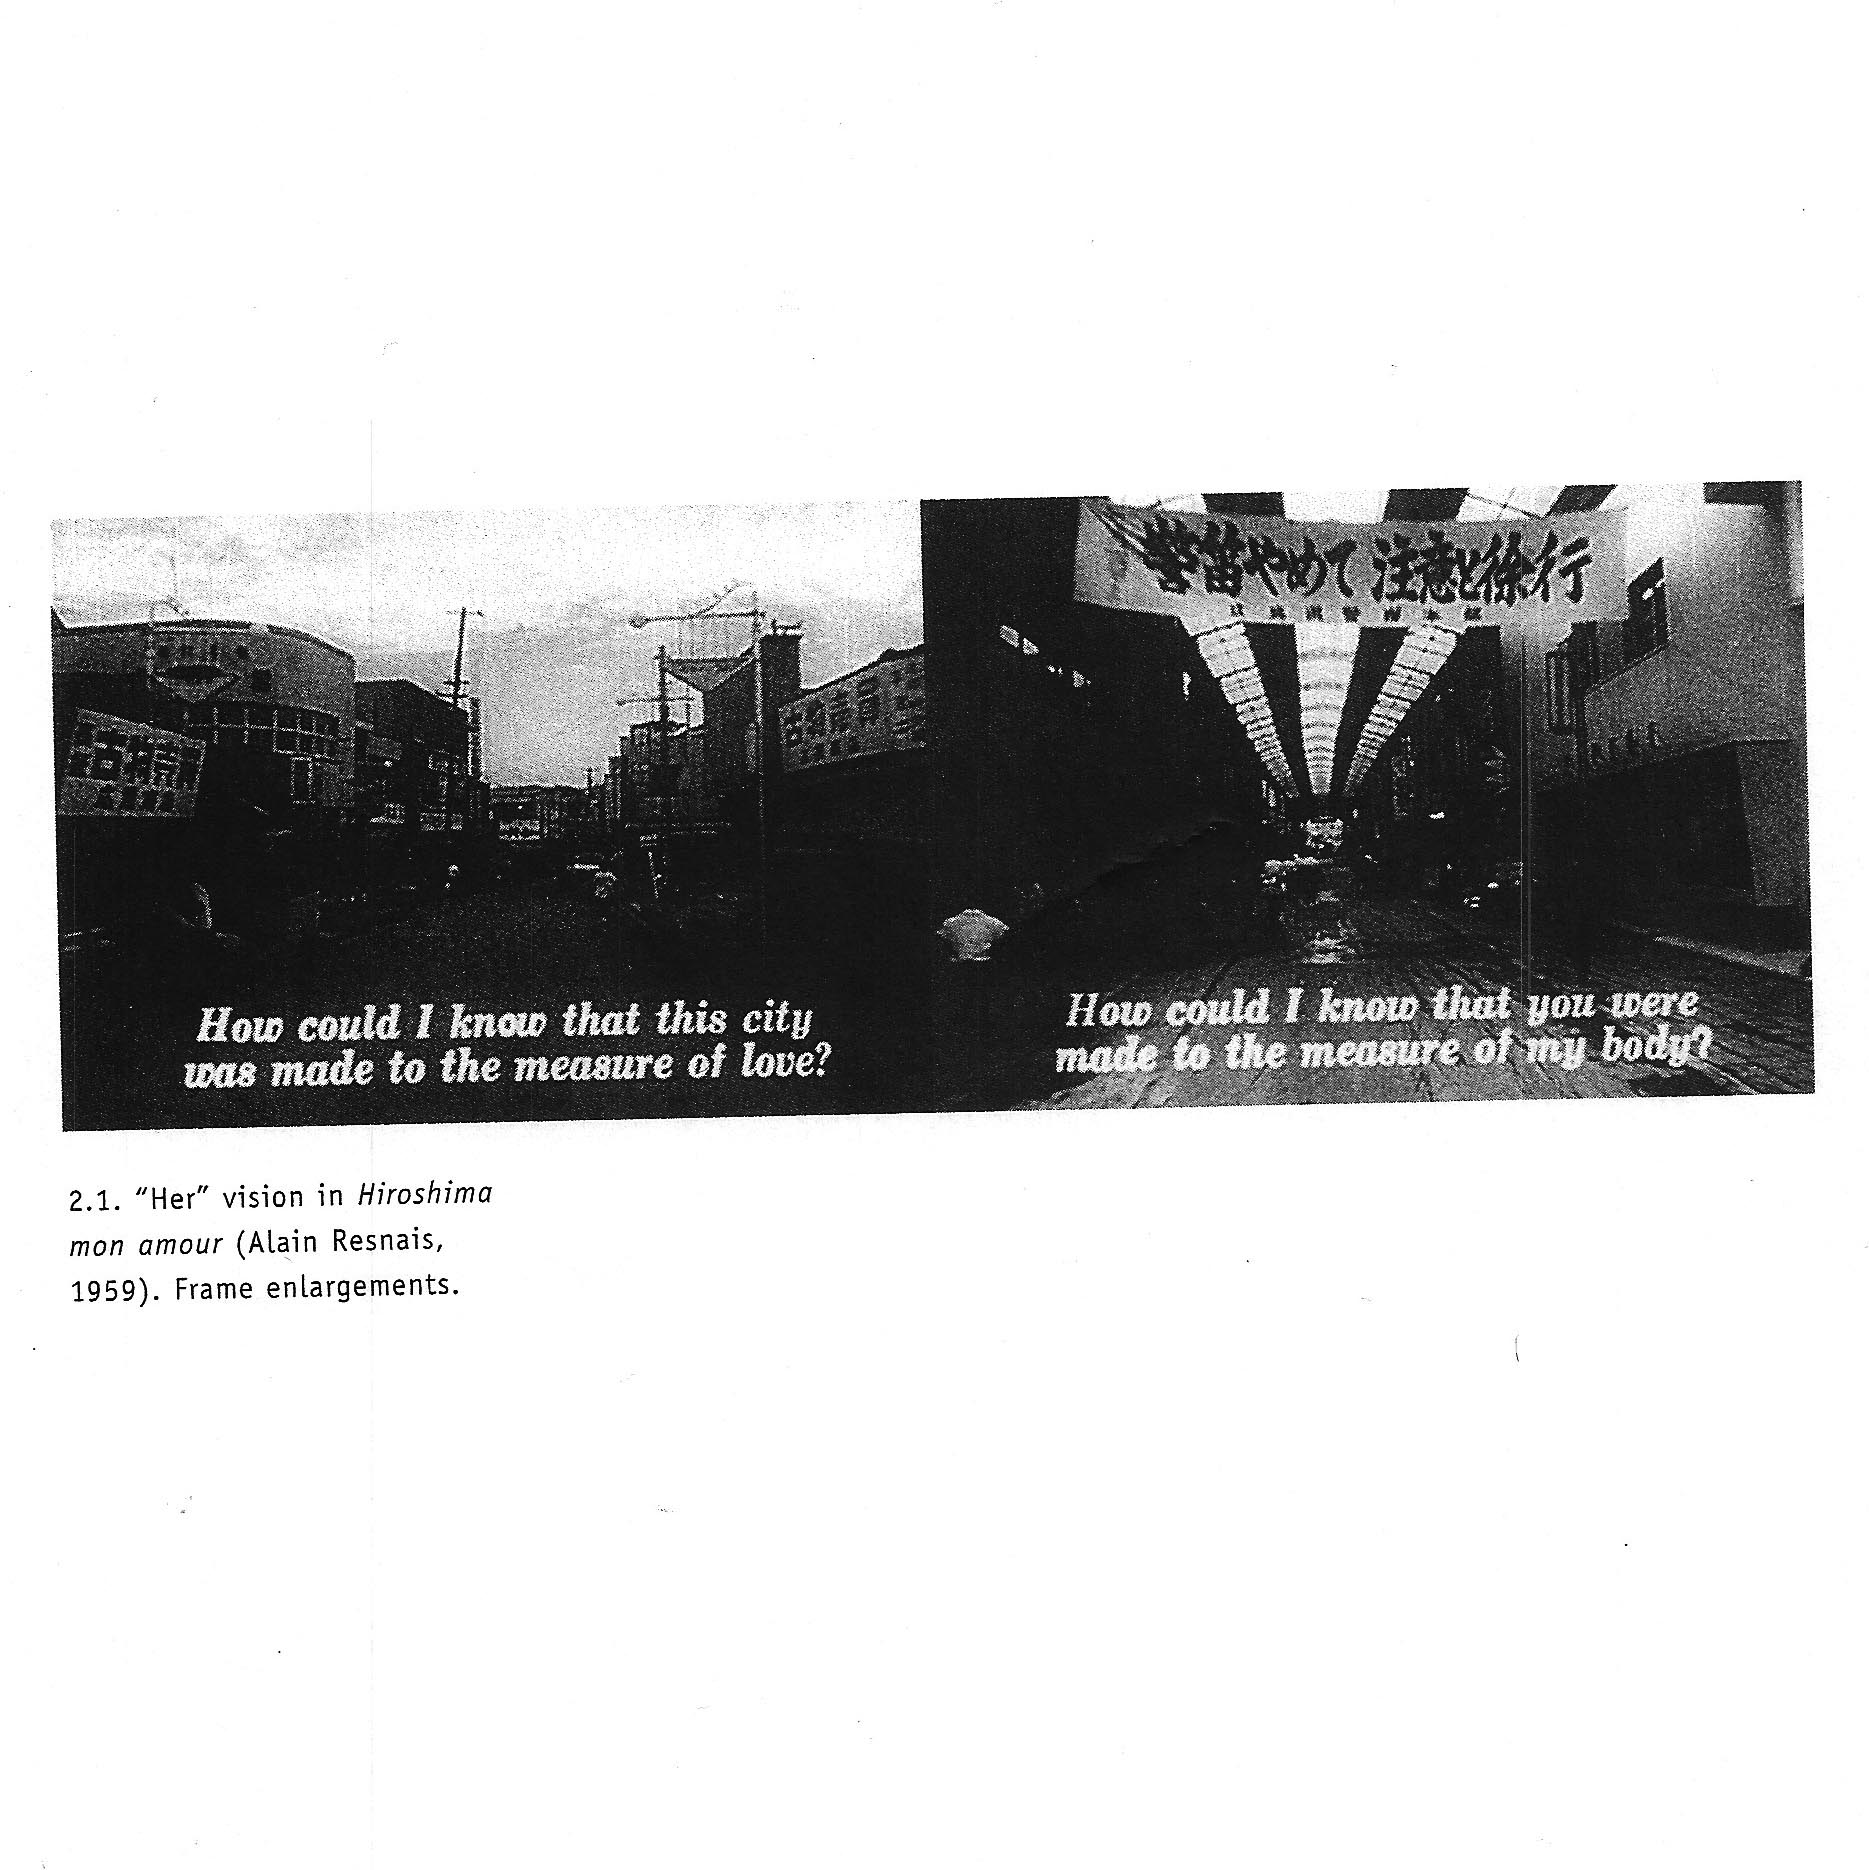 警笛やめて 注意と徐行
How could I know that this city
was made to the measure of love?
How could I know that you were
made to the measure of my body?
2.1. “Her” vision in Hiroshima
mon amour (Alain Resnais,
1959). Frame enlargements.